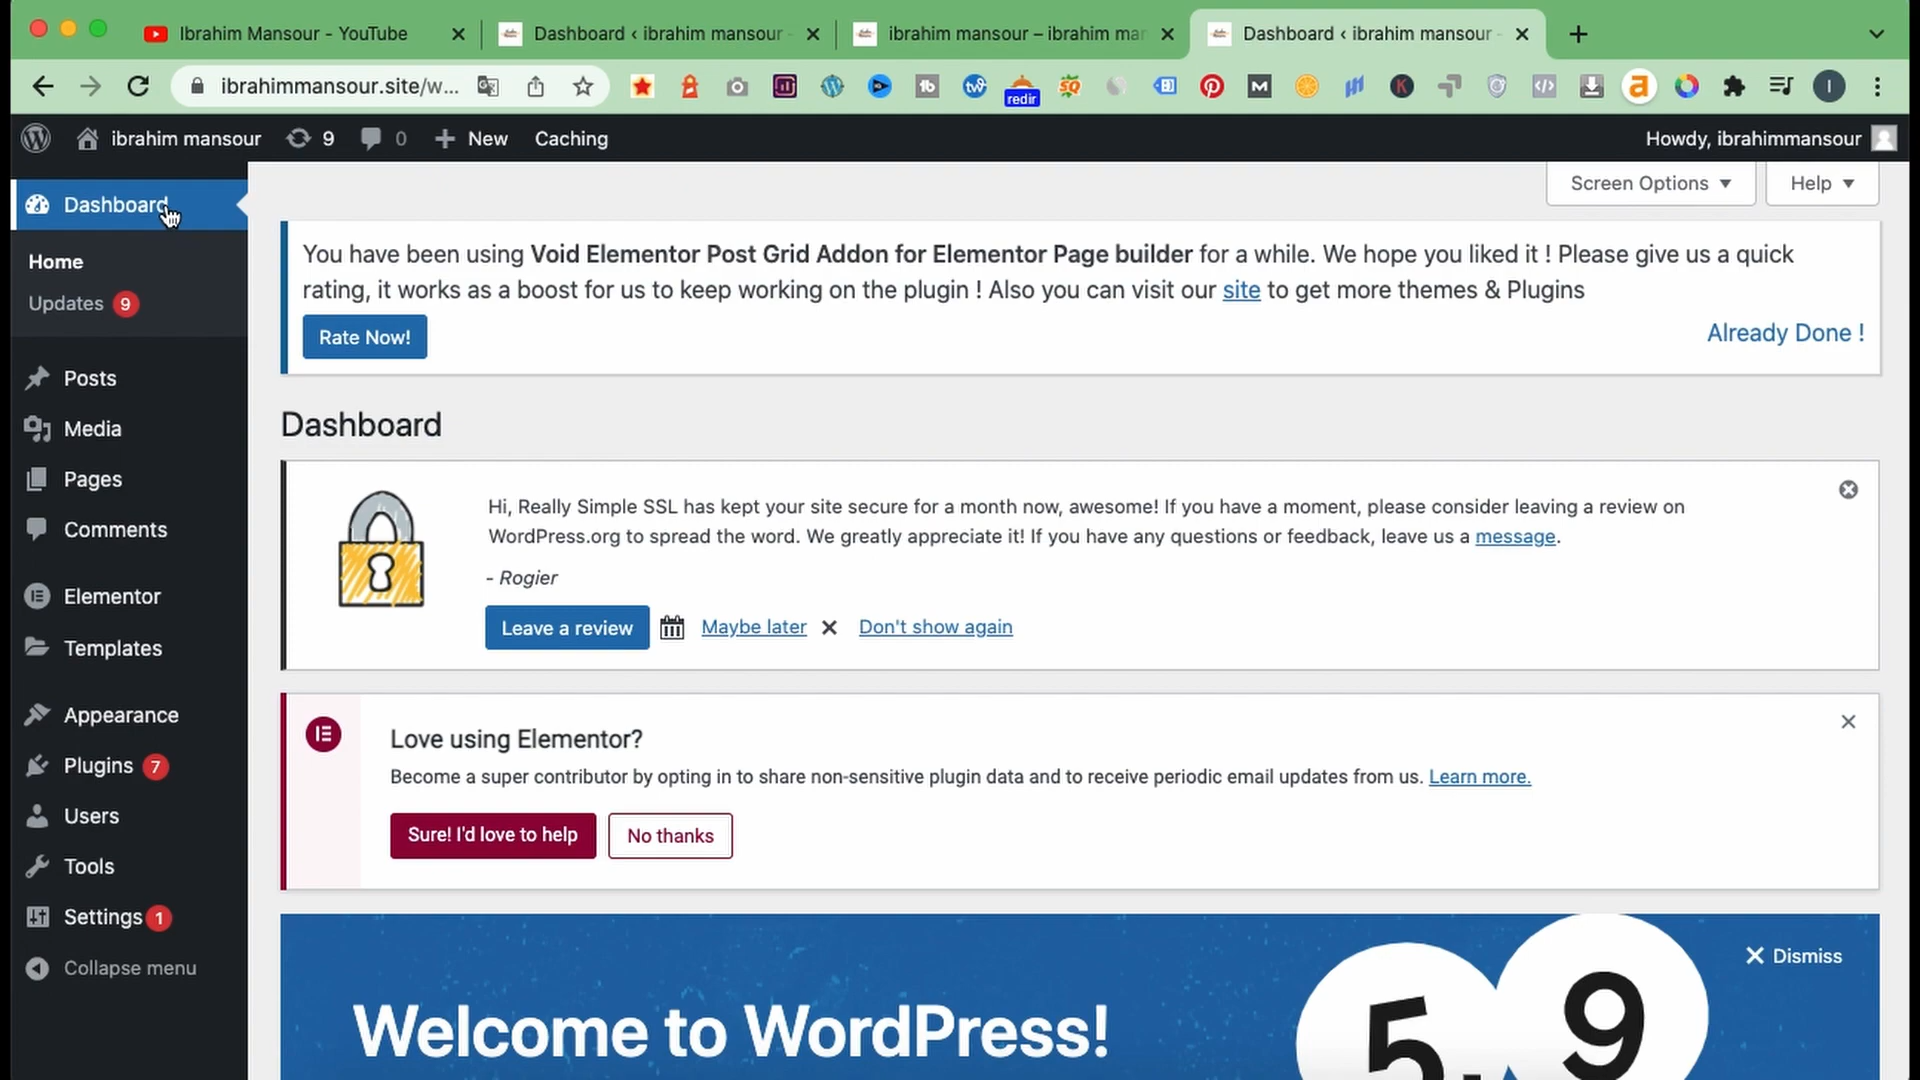 Ibrahim Mansour - YouTube
Dashboard ‹ ibrahim mansour -
ibrahim mansour – ibrahim mar
Dashboard ‹ ibrahim mansour -
ibrahimmansour.site/w...
redir
ibrahim mansour
9
0
New
Caching
Howdy, ibrahimmansour
Dashboard
Home
Updates 9
Posts
Media
Pages
Comments
Elementor
Templates
Appearance
Plugins 7
Users
Tools
Settings 1
Collapse menu
Screen Options
Help
You have been using Void Elementor Post Grid Addon for Elementor Page builder for a while. We hope you liked it ! Please give us a quick
rating, it works as a boost for us to keep working on the plugin ! Also you can visit our site to get more themes & Plugins
Rate Now!
Already Done !
Dashboard
Hi, Really Simple SSL has kept your site secure for a month now, awesome! If you have a moment, please consider leaving a review on
WordPress.org to spread the word. We greatly appreciate it! If you have any questions or feedback, leave us a message.
- Rogier
Leave a review
Maybe later
Don't show again
Love using Elementor?
Become a super contributor by opting in to share non-sensitive plugin data and to receive periodic email updates from us. Learn more.
Sure! I'd love to help
No thanks
Dismiss
Welcome to WordPress!
5.9